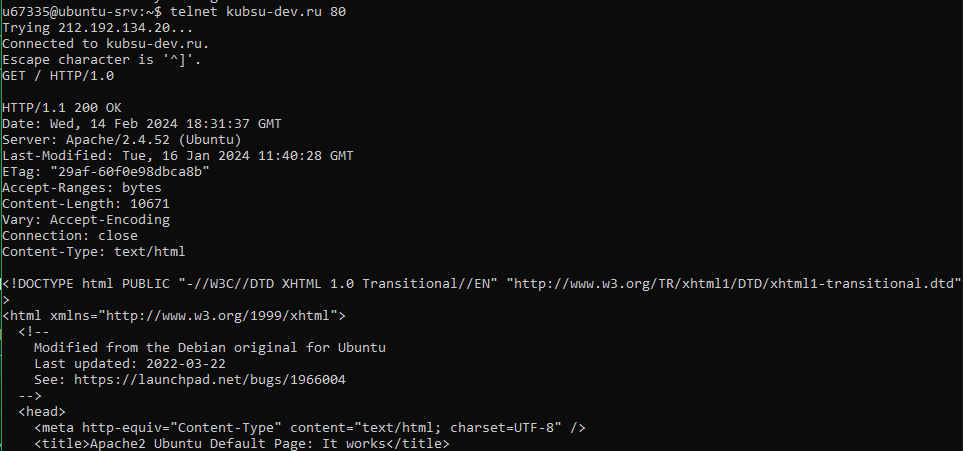 u67335@ubuntu-srv:~$ telnet kubsu-dev.ru 80
Trying 212.192.134.20...
Connected to kubsu-dev.ru.
Escape character is '^]'.
GET / HTTP/1.0

HTTP/1.1 200 OK
Date: Wed, 14 Feb 2024 18:31:37 GMT
Server: Apache/2.4.52 (Ubuntu)
Last-Modified: Tue, 16 Jan 2024 11:40:28 GMT
ETag: "29af-60f0e98dbca8b"
Accept-Ranges: bytes
Content-Length: 10671
Vary: Accept-Encoding
Connection: close
Content-Type: text/html

<!DOCTYPE html PUBLIC "-//W3C//DTD XHTML 1.0 Transitional//EN" "http://www.w3.org/TR/xhtml1/DTD/xhtml1-transitional.dtd"
>
<html xmlns="http://www.w3.org/1999/xhtml">
  <!--
    Modified from the Debian original for Ubuntu
    Last updated: 2022-03-22
    See: https://launchpad.net/bugs/1966004
  -->
  <head>
    <meta http-equiv="Content-Type" content="text/html; charset=UTF-8" />
    <title>Apache2 Ubuntu Default Page: It works</title>